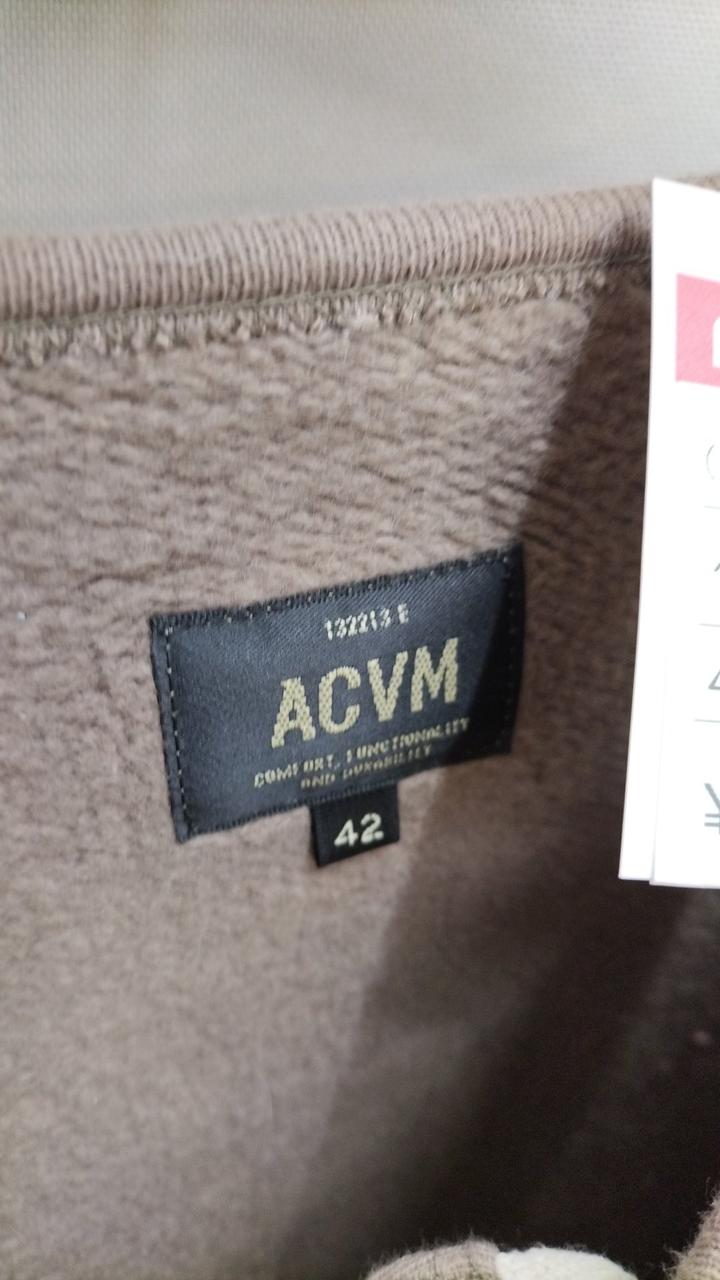 132213 E
ACVM
COMFORT, FUNCTIONALITY
AND DURABILITY
42
¥